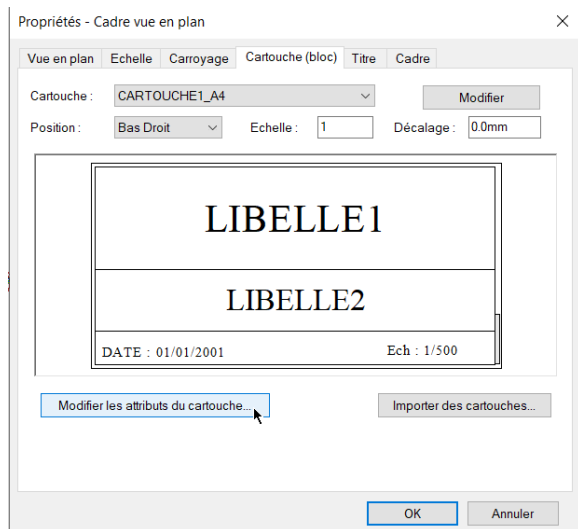 Propriétés - Cadre vue en plan
Vue en plan Echelle Carroyage Cartouche (bloc) Titre Cadre
Cartouche : CARTOUCHE1_A4 Modifier
Position : Bas Droit Echelle : 1 Décalage : 0.0mm
LIBELLE1
LIBELLE2
DATE : 01/01/2001 Ech : 1/500
Modifier les attributs du cartouche... Importer des cartouches...
OK Annuler